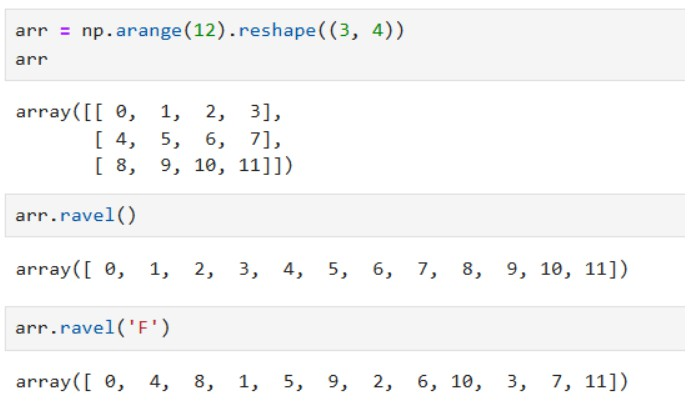 arr = np.arange(12).reshape((3, 4))
arr
array([[ 0,  1,  2,  3],
       [ 4,  5,  6,  7],
       [ 8,  9, 10, 11]])
arr.ravel()
array([ 0,  1,  2,  3,  4,  5,  6,  7,  8,  9, 10, 11])
arr.ravel('F')
array([ 0,  4,  8,  1,  5,  9,  2,  6, 10,  3,  7, 11])